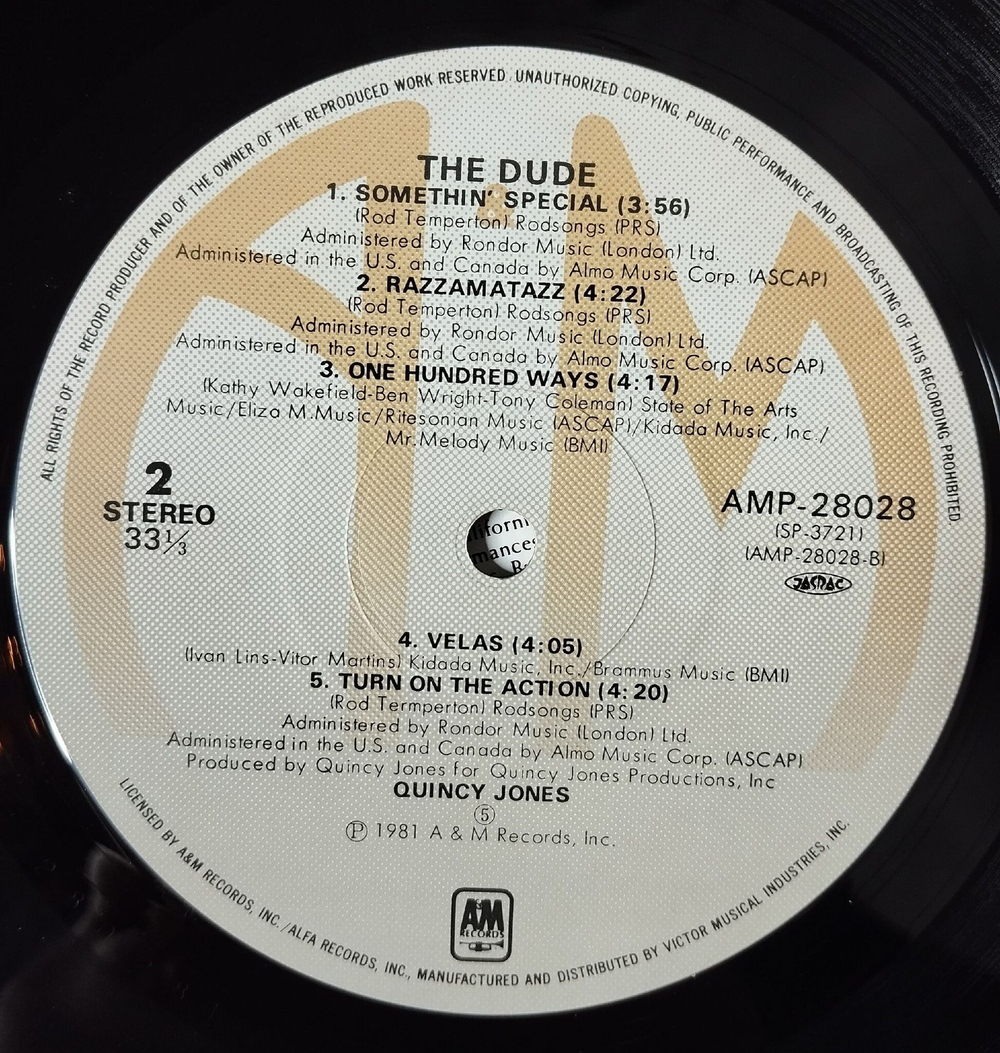 ALL RIGHTS OF THE RECORD PRODUCER AND OF THE OWNER OF THE REPRODUCED WORK RESERVED. UNAUTHORIZED COPYING, PUBLIC PERFORMANCE AND BROADCASTING OF THIS RECORDING PROHIBITED.
THE DUDE
1. SOMETHIN' SPECIAL (3:56)
(Rod Temperton) Rodsongs (PRS)
Administered by Rondor Music (London) Ltd.
Administered in the U.S. and Canada by Almo Music Corp. (ASCAP)
2. RAZZAMATAZZ (4:22)
(Rod Temperton) Rodsongs (PRS)
Administered by Rondor Music (London) Ltd.
Administered in the U.S. and Canada by Almo Music Corp. (ASCAP)
3. ONE HUNDRED WAYS (4:17)
(Kathy Wakefield-Ben Wright-Tony Coleman) State of The Arts
Music/Eliza M.Music/Ritesonian Music (ASCAP)/Kidada Music, Inc./
Mr.Melody Music (BMI)
2
STEREO
33⅓
AMP-28028
(SP-3721)
(AMP-28028-B)
JASRAC
4. VELAS (4:05)
(Ivan Lins-Vitor Martins) Kidada Music, Inc./Brammus Music (BMI)
5. TURN ON THE ACTION (4:20)
(Rod Termperton) Rodsongs (PRS)
Administered by Rondor Music (London) Ltd.
Administered in the U.S. and Canada by Almo Music Corp. (ASCAP)
Produced by Quincy Jones for Quincy Jones Productions, Inc
QUINCY JONES
⑤
℗ 1981 A & M Records, Inc.
A&M
RECORDS
LICENSED BY A&M RECORDS, INC./ALFA RECORDS, INC., MANUFACTURED AND DISTRIBUTED BY VICTOR MUSICAL INDUSTRIES, INC.